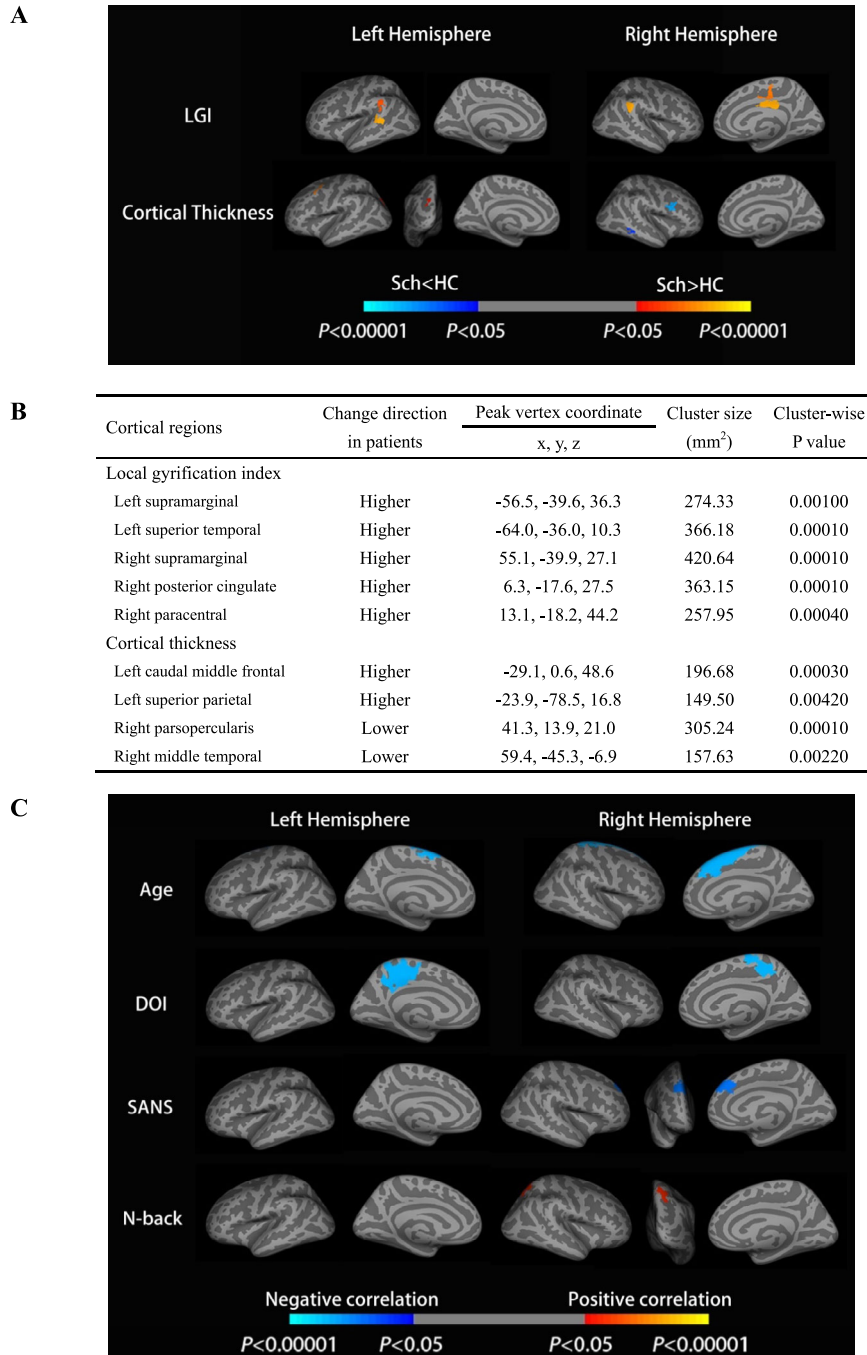 A
Left Hemisphere Right Hemisphere
LGI
Cortical Thickness
Sch<HC Sch>HC
P<0.00001 P<0.05 P<0.05 P<0.00001
B
Cortical regions Change direction in patients Peak vertex coordinate x, y, z Cluster size (mm²) Cluster-wise P value
Local gyrification index
Left supramarginal Higher -56.5, -39.6, 36.3 274.33 0.00100
Left superior temporal Higher -64.0, -36.0, 10.3 366.18 0.00010
Right supramarginal Higher 55.1, -39.9, 27.1 420.64 0.00010
Right posterior cingulate Higher 6.3, -17.6, 27.5 363.15 0.00010
Right paracentral Higher 13.1, -18.2, 44.2 257.95 0.00040
Cortical thickness
Left caudal middle frontal Higher -29.1, 0.6, 48.6 196.68 0.00030
Left superior parietal Higher -23.9, -78.5, 16.8 149.50 0.00420
Right parsopercularis Lower 41.3, 13.9, 21.0 305.24 0.00010
Right middle temporal Lower 59.4, -45.3, -6.9 157.63 0.00220
C
Left Hemisphere Right Hemisphere
Age
DOI
SANS
N-back
Negative correlation Positive correlation
P<0.00001 P<0.05 P<0.05 P<0.00001